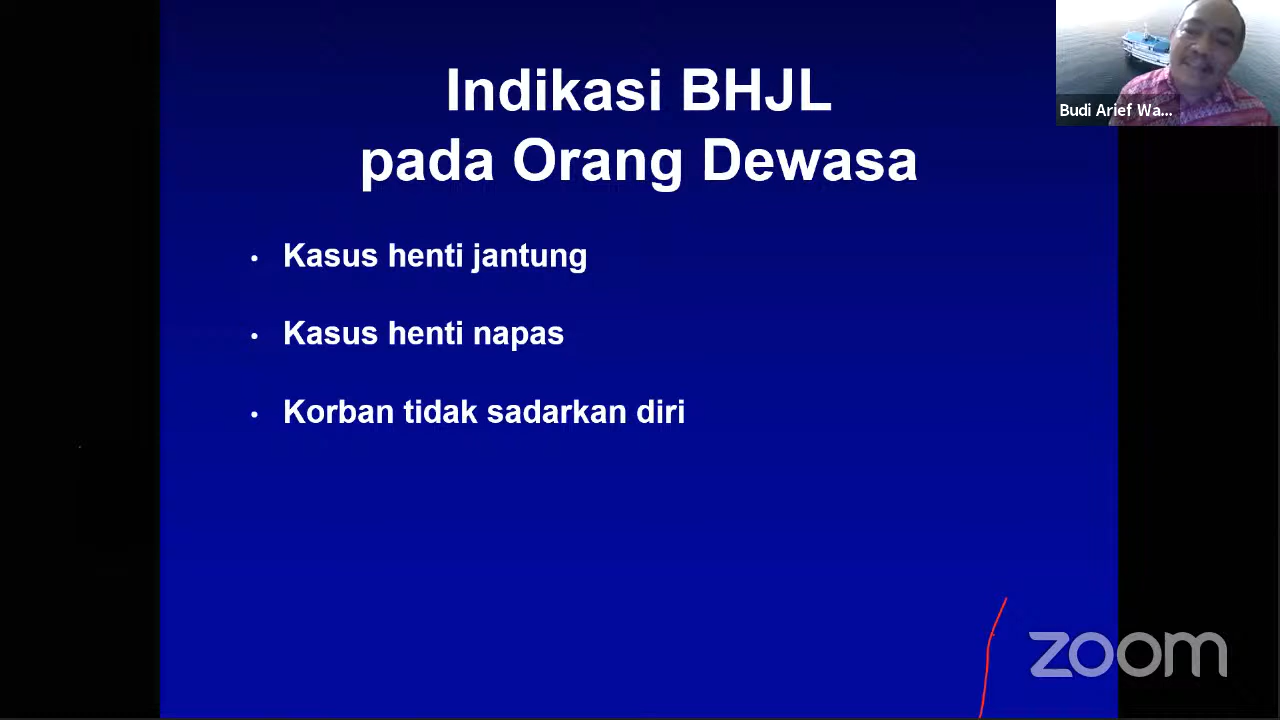 Indikasi BHJL
pada Orang Dewasa
• Kasus henti jantung
• Kasus henti napas
• Korban tidak sadarkan diri
Budi Arief Wa...
zoom